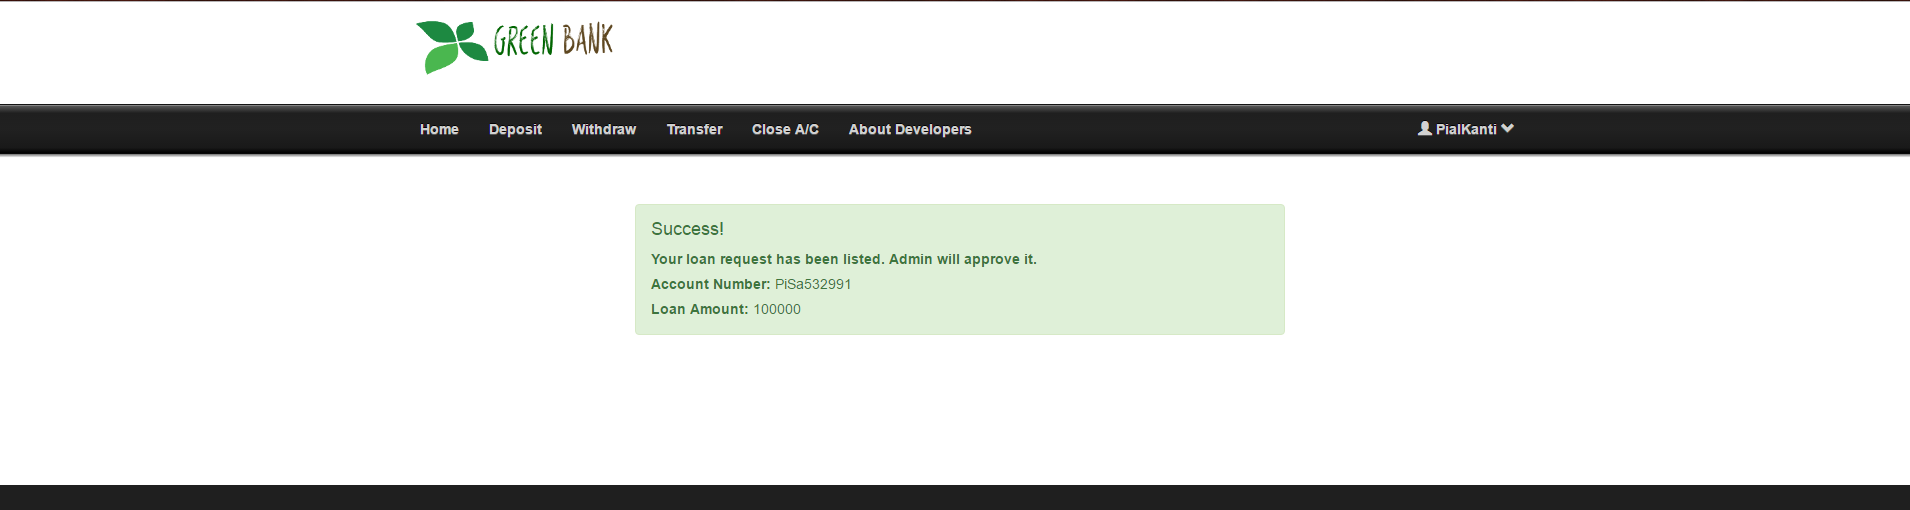 GREEN BANK
Home Deposit Withdraw Transfer Close A/C About Developers PialKanti
Success!
Your loan request has been listed. Admin will approve it.
Account Number: PiSa532991
Loan Amount: 100000